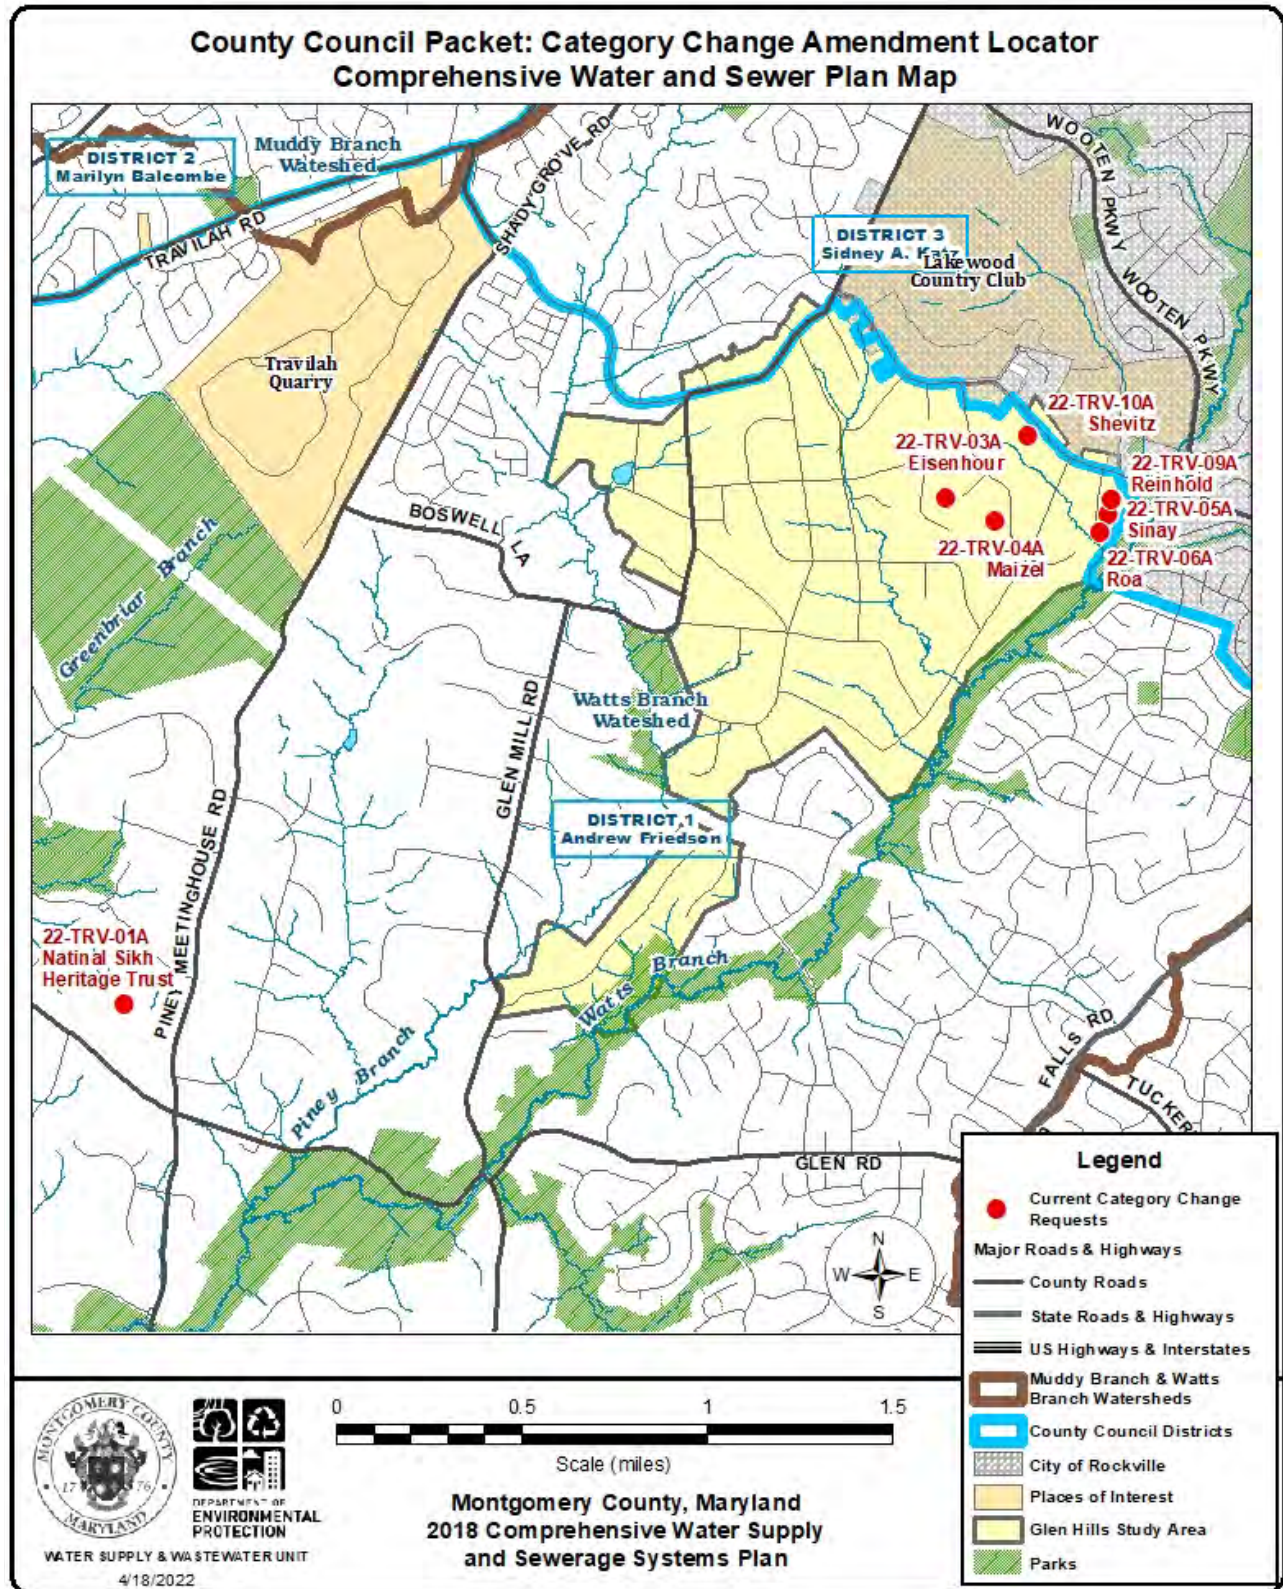 County Council Packet: Category Change Amendment Locator
Comprehensive Water and Sewer Plan Map
DISTRICT 2
Marilyn Balcombe
Muddy Branch
Wateshed
TRAVILAH RD
SHADY GROVE RD
WOOTEN PKWY
WOOTEN PKWY
DISTRICT 3
Sidney A. Katz
Lakewood
Country Club
Travilah
Quarry
22-TRV-10A
Shevitz
22-TRV-03A
Eisenhour
22-TRV-09A
Reinhold
22-TRV-05A
Sinay
22-TRV-04A
Maizel
22-TRV-06A
Roa
BOSWELL LA
Greenbriar Branch
Watts Branch
Wateshed
GLEN MILL RD
PINEY MEETINGHOUSE RD
DISTRICT 1
Andrew Friedson
22-TRV-01A
Natinal Sikh
Heritage Trust
Watts Branch
Piney Branch
FALLS RD
GLEN RD
N
W E
S
Legend
Current Category Change
Requests
Major Roads & Highways
County Roads
State Roads & Highways
US Highways & Interstates
Muddy Branch & Watts
Branch Watersheds
County Council Districts
City of Rockville
Places of Interest
Glen Hills Study Area
Parks
MONTGOMERY COUNTY
17 76
MARYLAND
DEPARTMENT OF
ENVIRONMENTAL
PROTECTION
WATER SUPPLY & WASTEWATER UNIT
4/18/2022
0 0.5 1 1.5
Scale (miles)
Montgomery County, Maryland
2018 Comprehensive Water Supply
and Sewerage Systems Plan